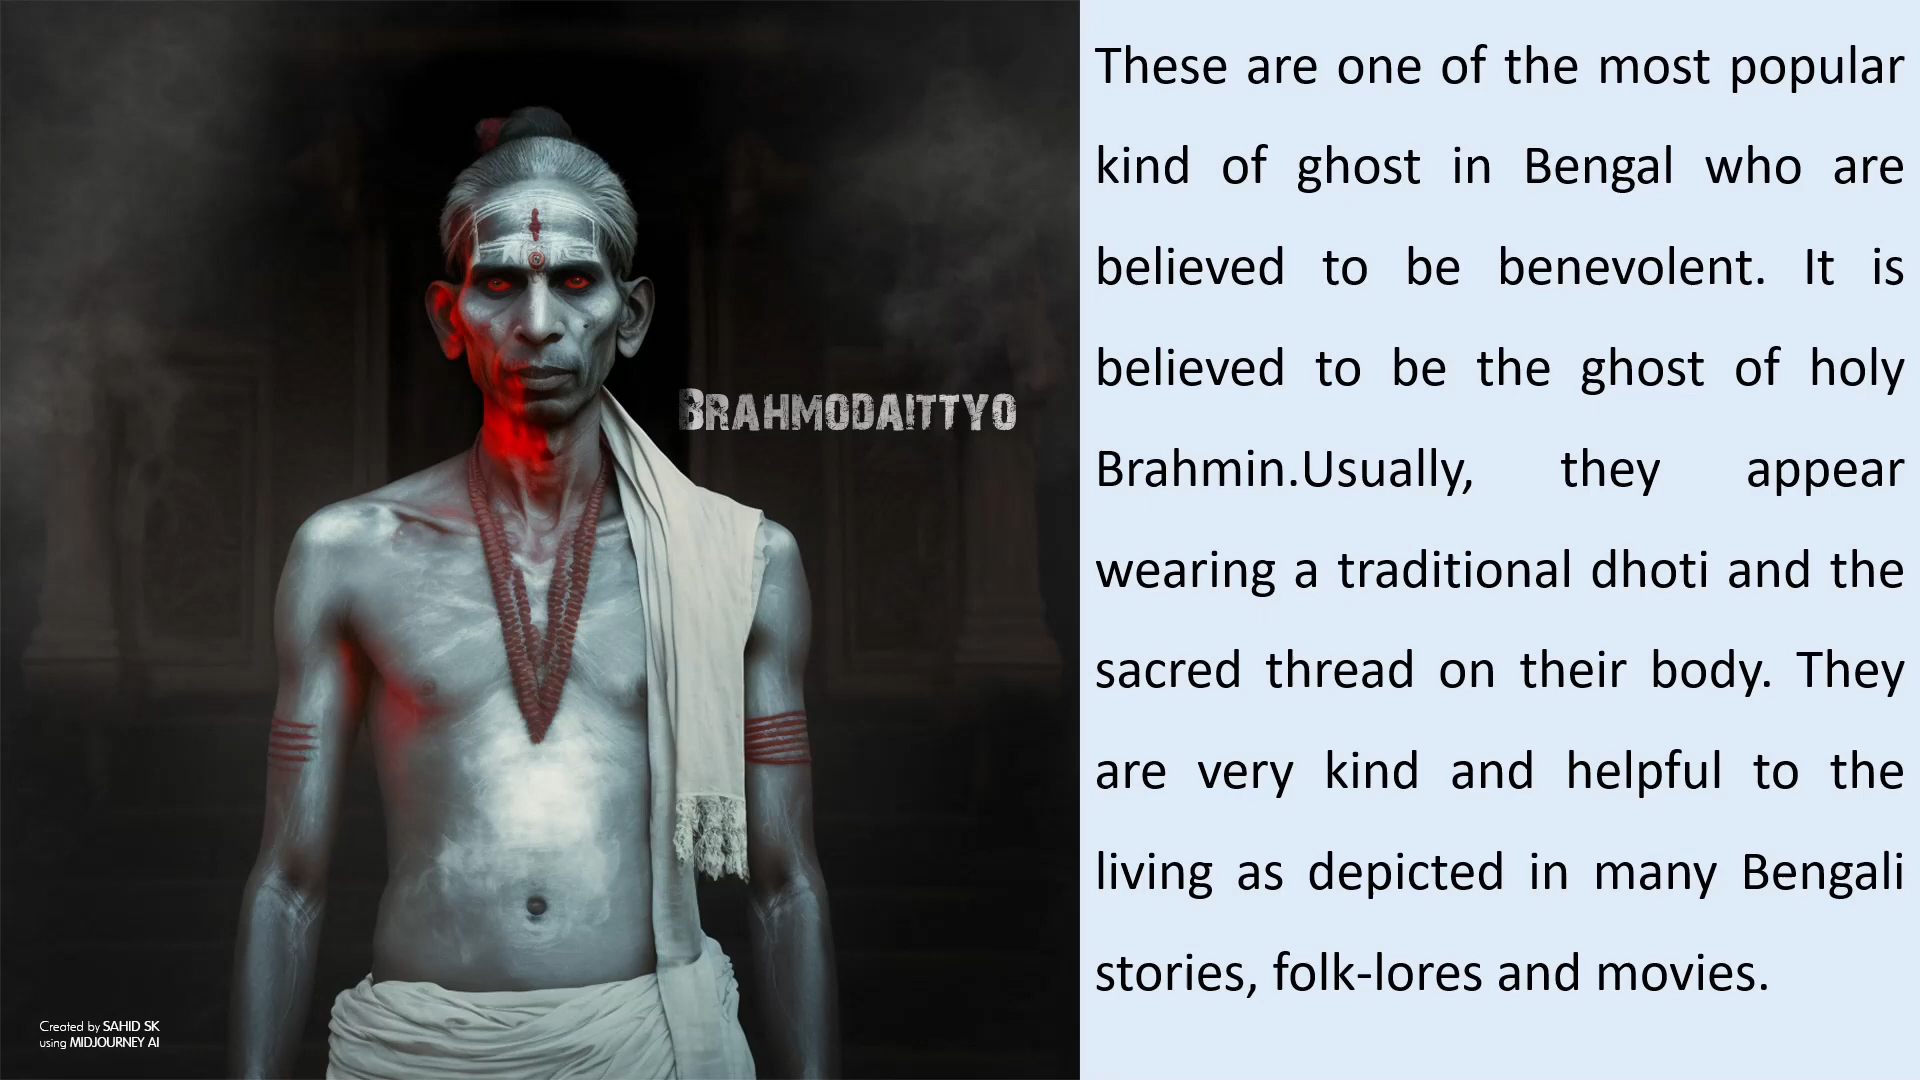 BRAHMODAITTYO
Created by SAHID SK
using MIDJOURNEY AI
These are one of the most popular
kind of ghost in Bengal who are
believed to be benevolent. It is
believed to be the ghost of holy
Brahmin.Usually, they appear
wearing a traditional dhoti and the
sacred thread on their body. They
are very kind and helpful to the
living as depicted in many Bengali
stories, folk-lores and movies.